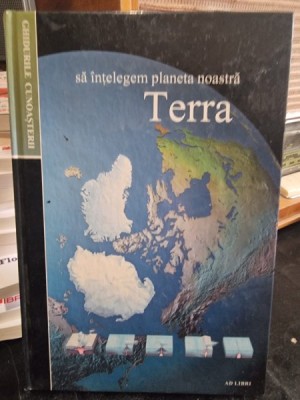 GHIDURILE CUNOAȘTERII
să înțelegem planeta noastră
Terra
AD LIBRI